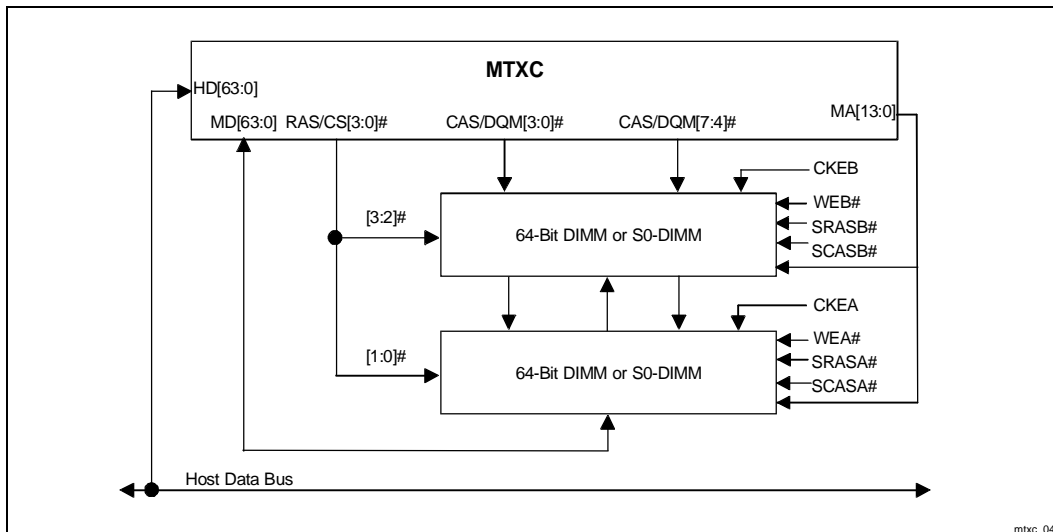 MTXC
HD[63:0]
MA[13:0]
MD[63:0] RAS/CS[3:0]# CAS/DQM[3:0]# CAS/DQM[7:4]#
CKEB
WEB#
[3:2]#
SRASB#
64-Bit DIMM or S0-DIMM
SCASB#
CKEA
WEA#
[1:0]#
SRASA#
64-Bit DIMM or S0-DIMM
SCASA#
Host Data Bus
mtxc_04